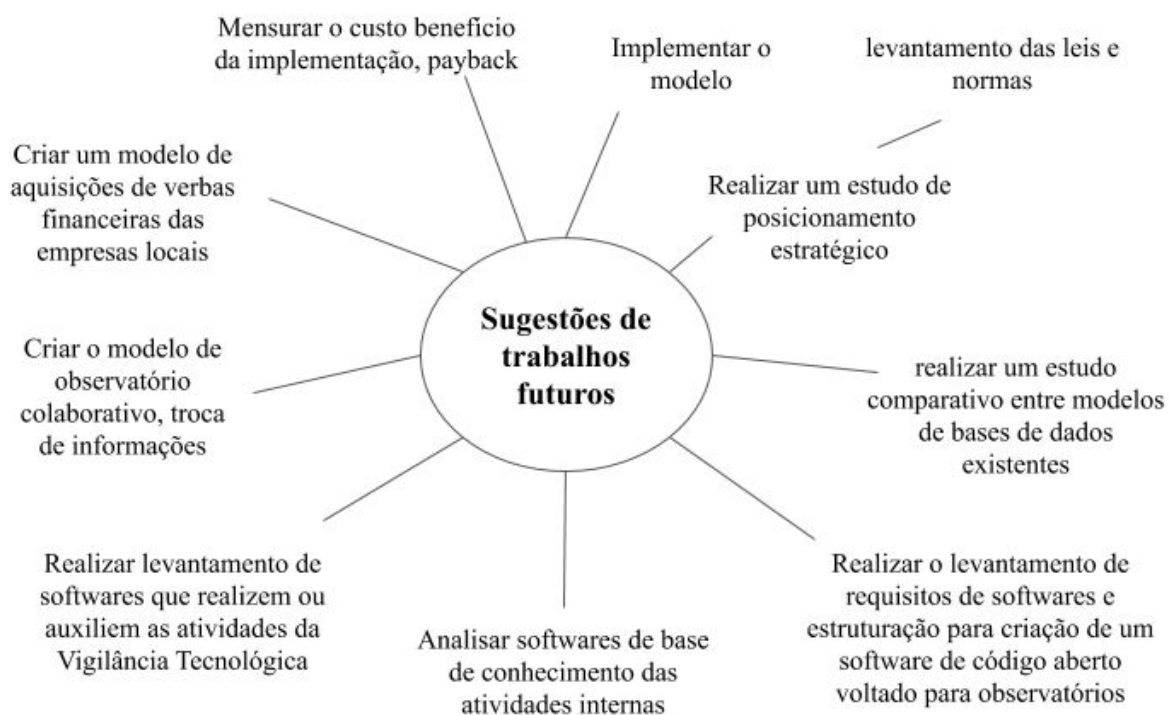 Mensurar o custo benefício
da implementação, payback
Implementar o
modelo
levantamento das leis e
normas
Criar um modelo de
aquisições de verbas
financeiras das
empresas locais
Realizar um estudo de
posicionamento
estratégico
Sugestões de
trabalhos
futuros
Criar o modelo de
observatório
colaborativo, troca
de informações
realizar um estudo
comparativo entre modelos
de bases de dados
existentes
Realizar levantamento de
softwares que realizem ou
auxiliem as atividades da
Vigilância Tecnológica
Analisar softwares de base
de conhecimento das
atividades internas
Realizar o levantamento de
requisitos de softwares e
estruturação para criação de um
software de código aberto
voltado para observatórios